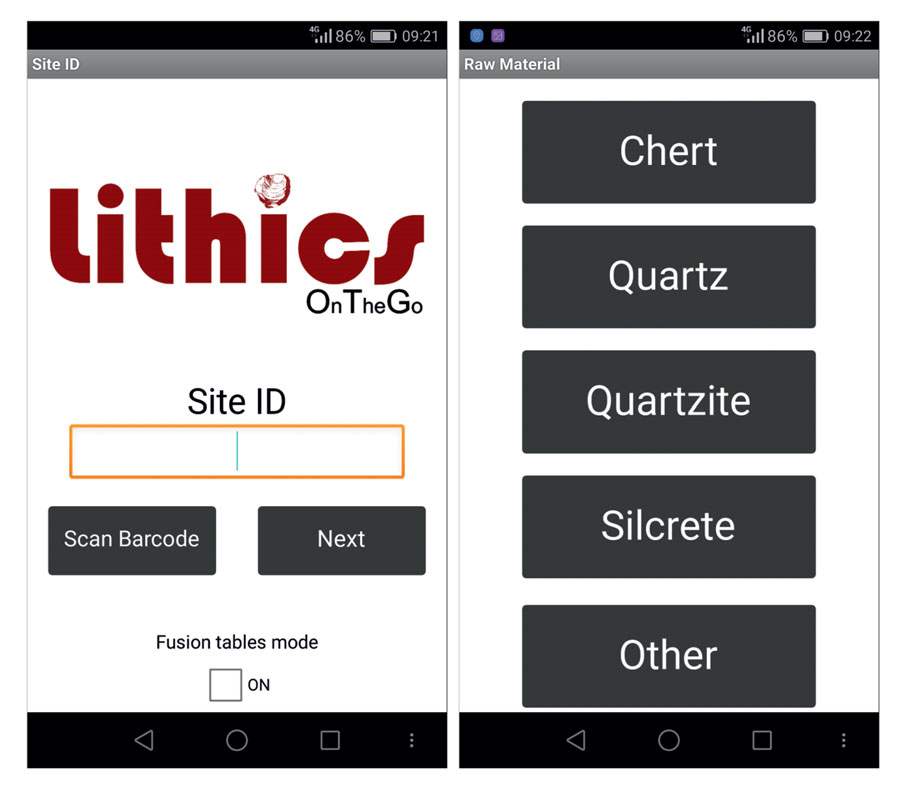 4G 86% 09:21
Site ID
Lithics
OnTheGo
Site ID
Scan Barcode
Next
Fusion tables mode
ON
4G 86% 09:22
Raw Material
Chert
Quartz
Quartzite
Silcrete
Other